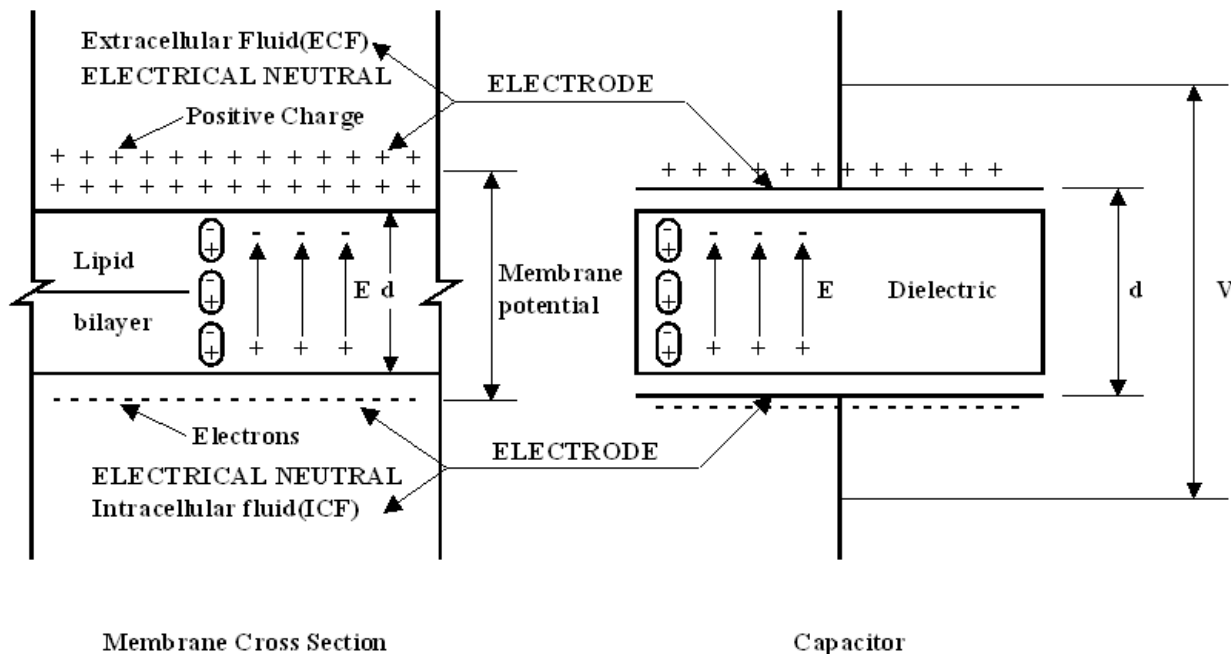 Extracellular Fluid(ECF)
ELECTRICAL NEUTRAL
Positive Charge
+ + + + + + + + + + + + +
+ + + + + + + + + + + + +
Lipid
bilayer
- - -
E d
+ + +
Electrons
ELECTRICAL NEUTRAL
Intracellular fluid(ICF)
Membrane Cross Section
ELECTRODE
Membrane
potential
ELECTRODE
+ + + + + + + + + + + +
- - -
E
Dielectric
+ + +
d
V
Capacitor